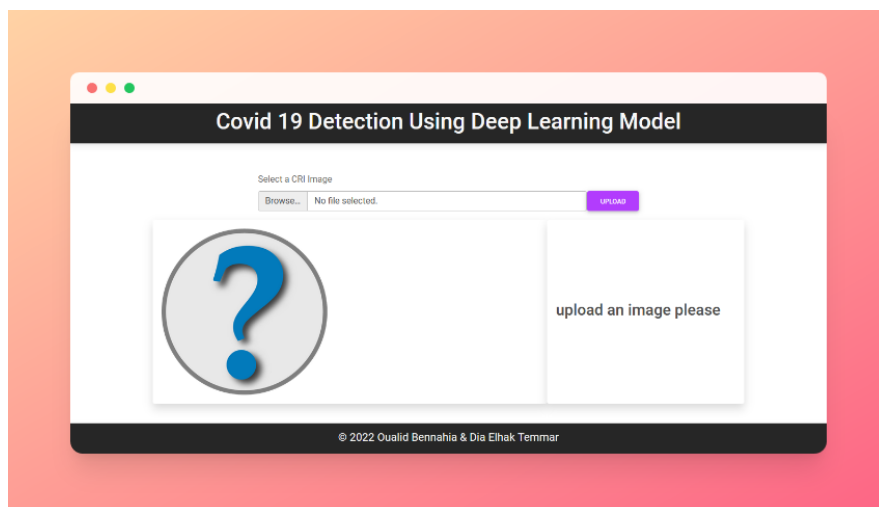 Covid 19 Detection Using Deep Learning Model
Select a CRI Image
Browse... No file selected. UPLOAD
?
upload an image please
© 2022 Oualid Bennahia & Dia Elhak Temmar